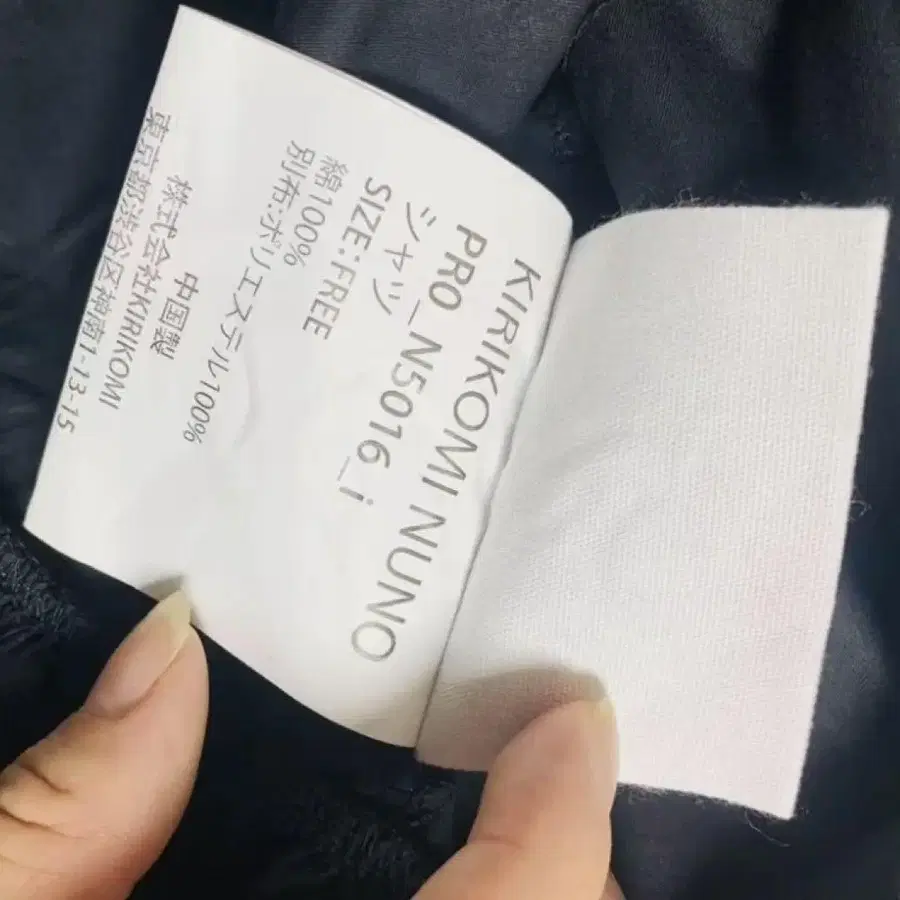 KIRIKOMI NUNO
PRO_N5016_i
シャツ
SIZE:FREE
綿100%
別布:ポリエステル100%
中国製
株式会社KIRIKOMI
東京都渋谷区神南1-13-15